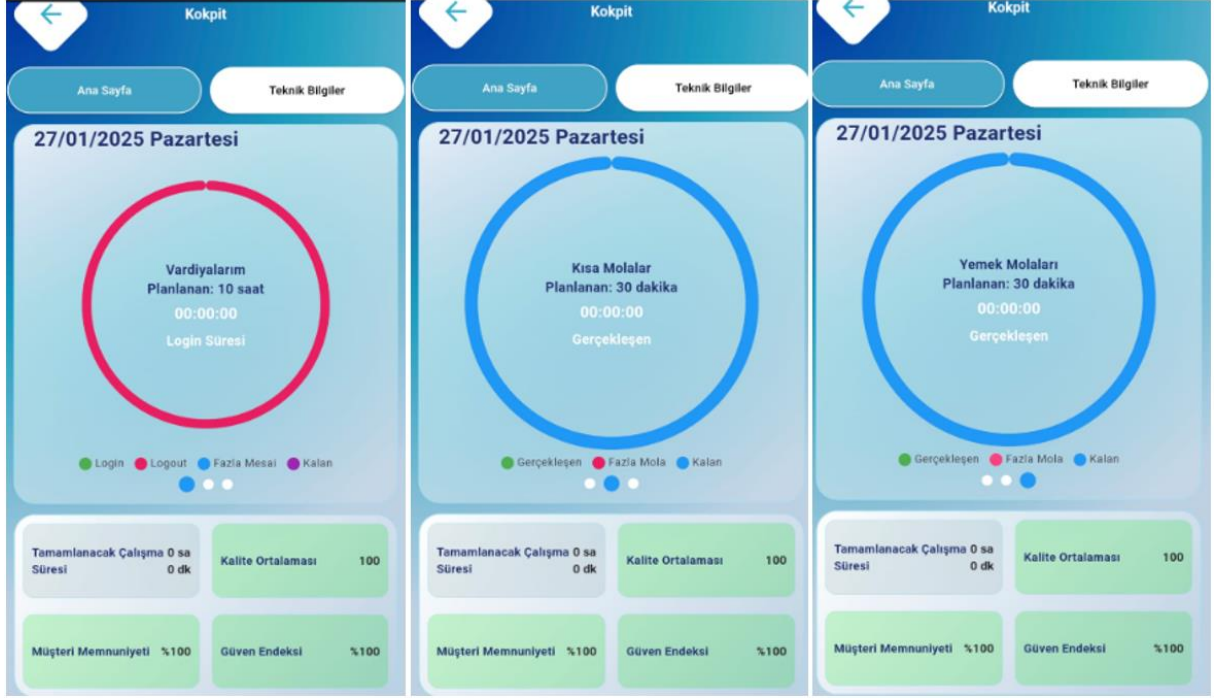 Kokpit
Ana Sayfa
Teknik Bilgiler
27/01/2025 Pazartesi
Vardiyalarım
Planlanan: 10 saat
00:00:00
Login Süresi
Login Logout Fazla Mesai Kalan
Tamamlanacak Çalışma 0 sa
Süresi 0 dk
Kalite Ortalaması 100
Müşteri Memnuniyeti %100
Güven Endeksi %100
Kokpit
Ana Sayfa
Teknik Bilgiler
27/01/2025 Pazartesi
Kısa Molalar
Planlanan: 30 dakika
00:00:00
Gerçekleşen
Gerçekleşen Fazla Mola Kalan
Tamamlanacak Çalışma 0 sa
Süresi 0 dk
Kalite Ortalaması 100
Müşteri Memnuniyeti %100
Güven Endeksi %100
Kokpit
Ana Sayfa
Teknik Bilgiler
27/01/2025 Pazartesi
Yemek Molaları
Planlanan: 30 dakika
00:00:00
Gerçekleşen
Gerçekleşen Fazla Mola Kalan
Tamamlanacak Çalışma 0 sa
Süresi 0 dk
Kalite Ortalaması 100
Müşteri Memnuniyeti %100
Güven Endeksi %100